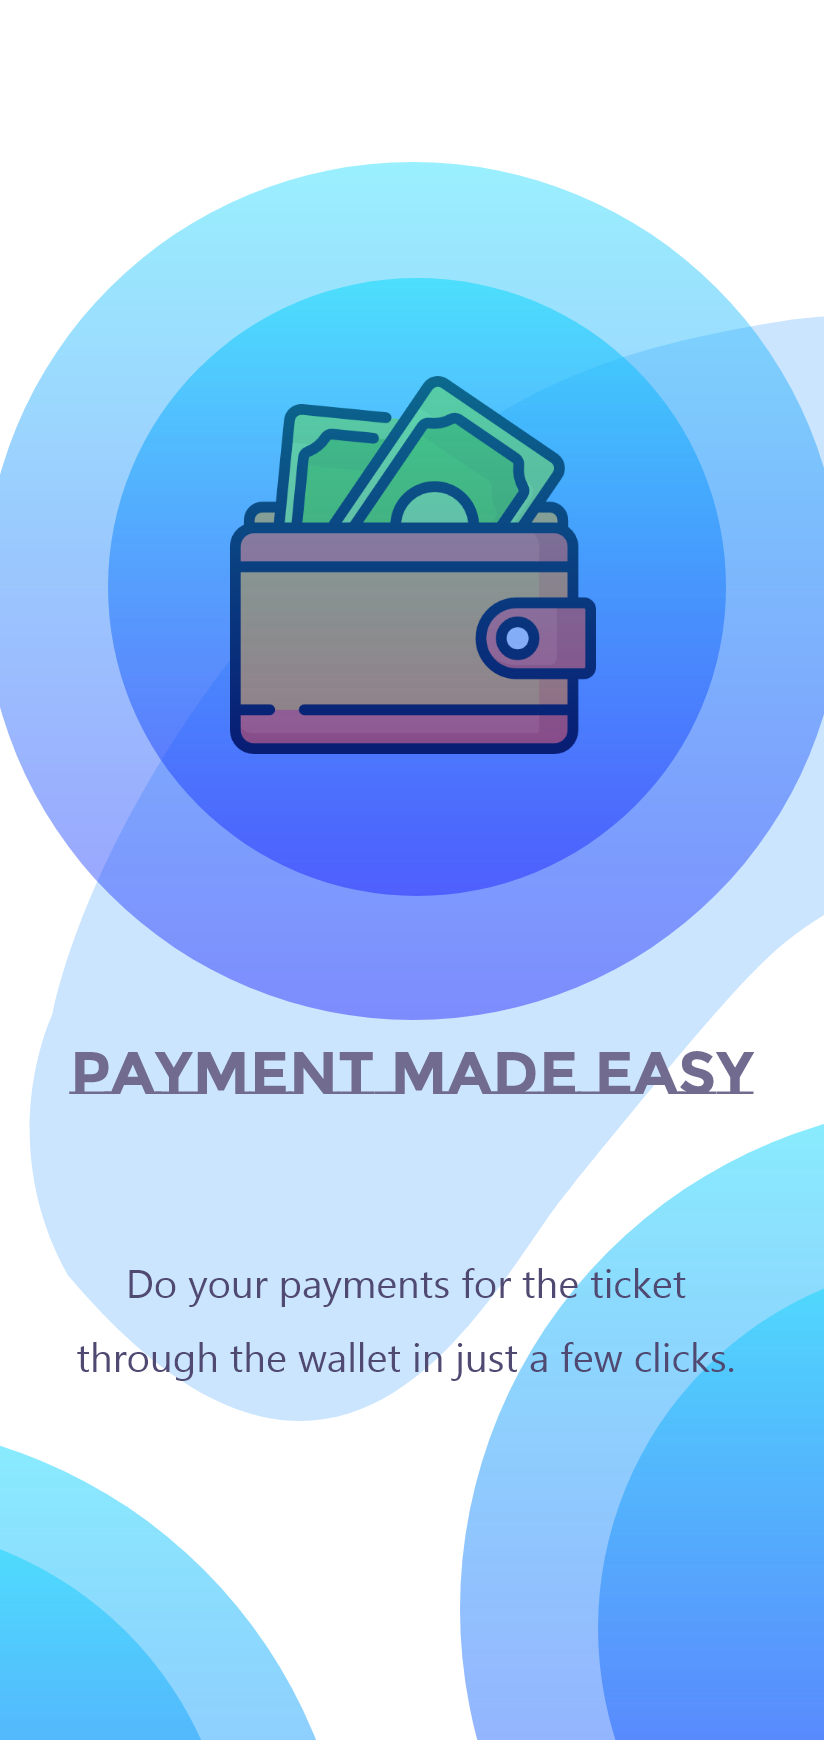 PAYMENT MADE EASY
Do your payments for the ticket
through the wallet in just a few clicks.